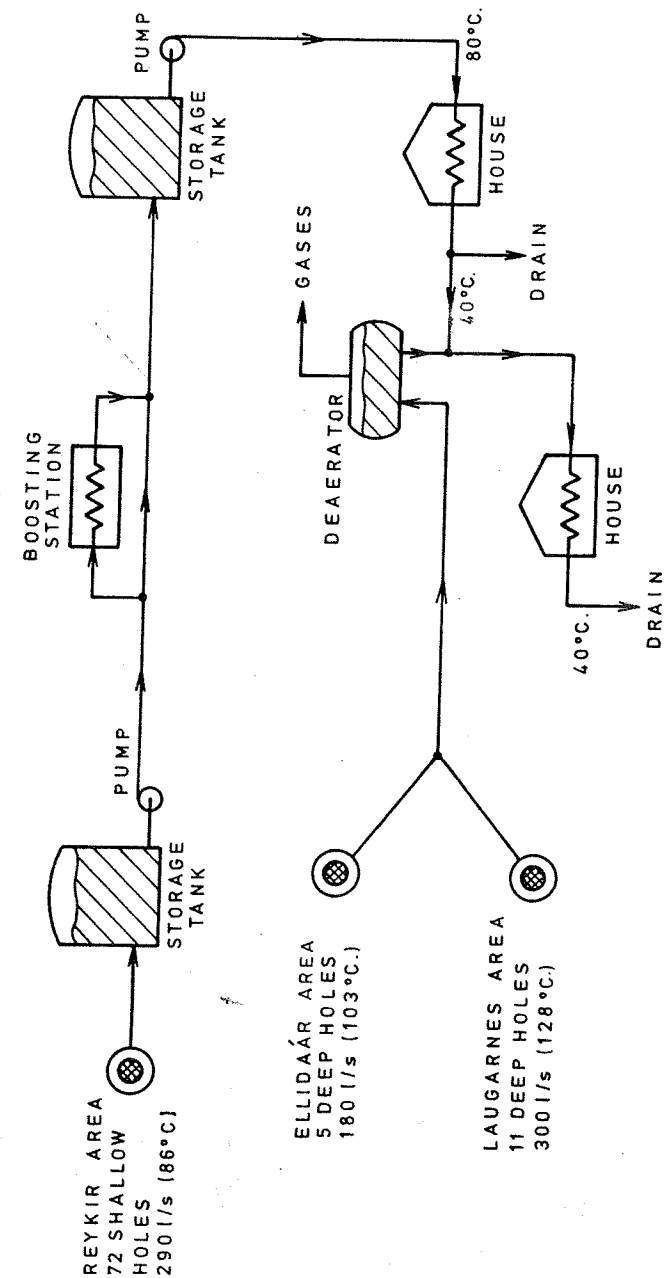 REYKIR AREA
72 SHALLOW
HOLES
290 l/s (86°C)
STORAGE
TANK
PUMP
BOOSTING
STATION
STORAGE
TANK
PUMP
80°C.
HOUSE
DRAIN
40°C.
GASES
DEAERATOR
HOUSE
40°C.
DRAIN
ELLIDAÁR AREA
5 DEEP HOLES
180 l/s (103°C.)
LAUGARNES AREA
11 DEEP HOLES
300 l/s (128°C.)